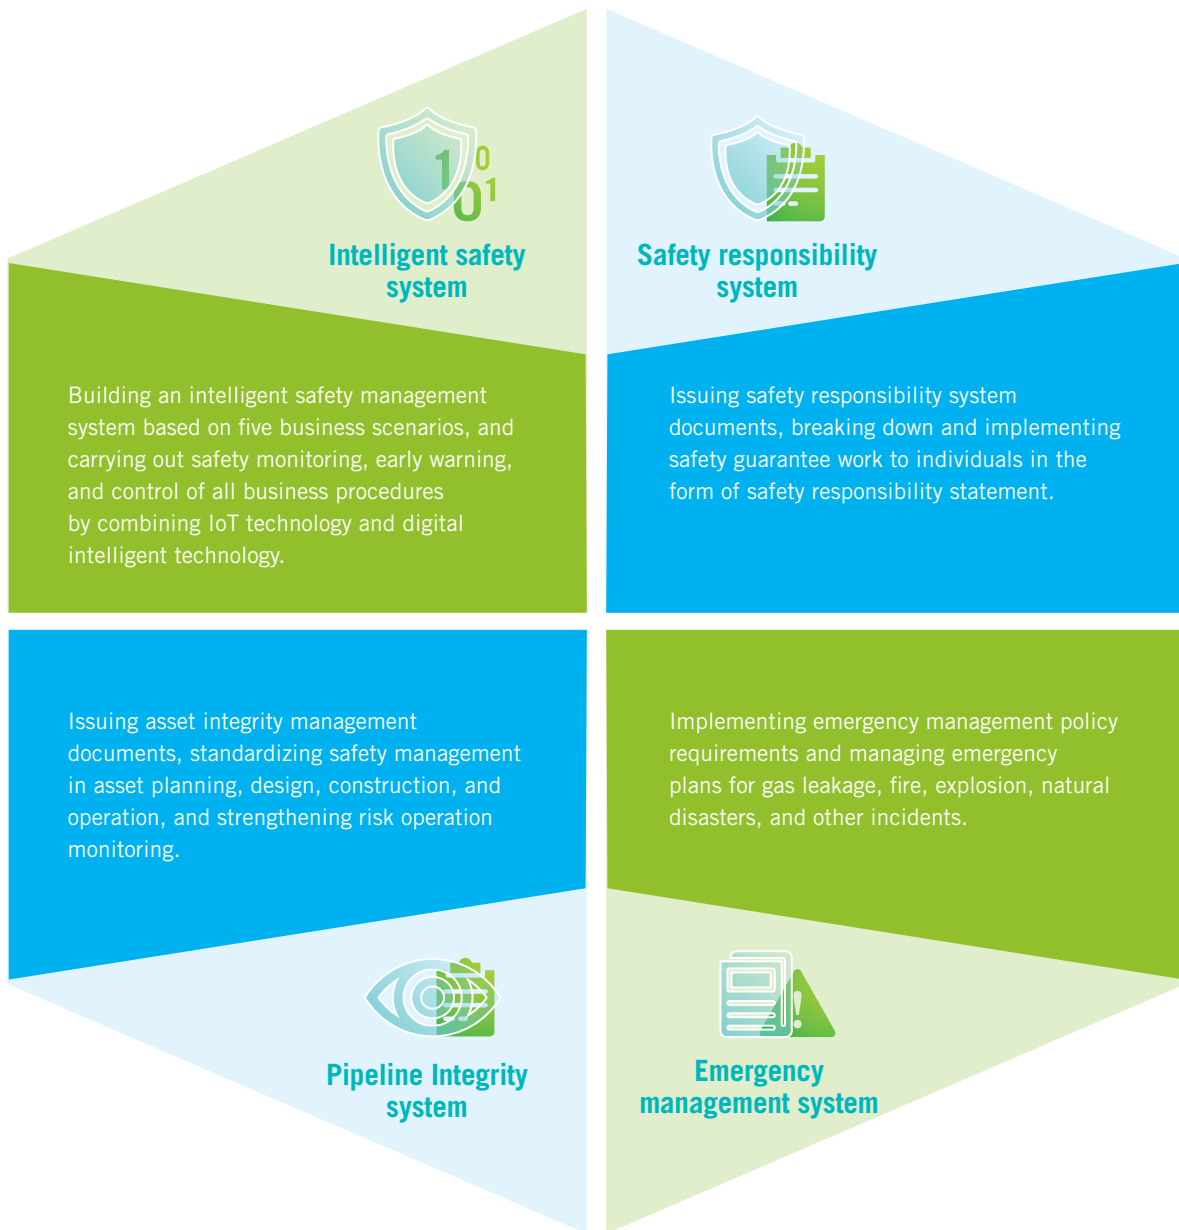 1 0
0 1
Intelligent safety
system
Building an intelligent safety management
system based on five business scenarios, and
carrying out safety monitoring, early warning,
and control of all business procedures
by combining IoT technology and digital
intelligent technology.
Safety responsibility
system
Issuing safety responsibility system
documents, breaking down and implementing
safety guarantee work to individuals in the
form of safety responsibility statement.
Issuing asset integrity management
documents, standardizing safety management
in asset planning, design, construction, and
operation, and strengthening risk operation
monitoring.
Pipeline Integrity
system
Implementing emergency management policy
requirements and managing emergency
plans for gas leakage, fire, explosion, natural
disasters, and other incidents.
!
Emergency
management system